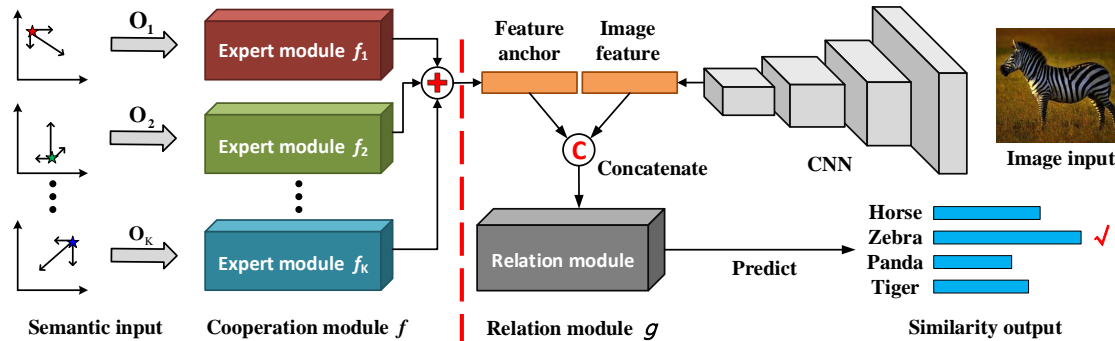 O1
Expert module f1
O2
Expert module f2
OK
Expert module fK
Semantic input
Cooperation module f
Feature
anchor
Image
feature
C
Concatenate
Relation module
Relation module g
CNN
Image input
Predict
Horse
Zebra
Panda
Tiger
Similarity output